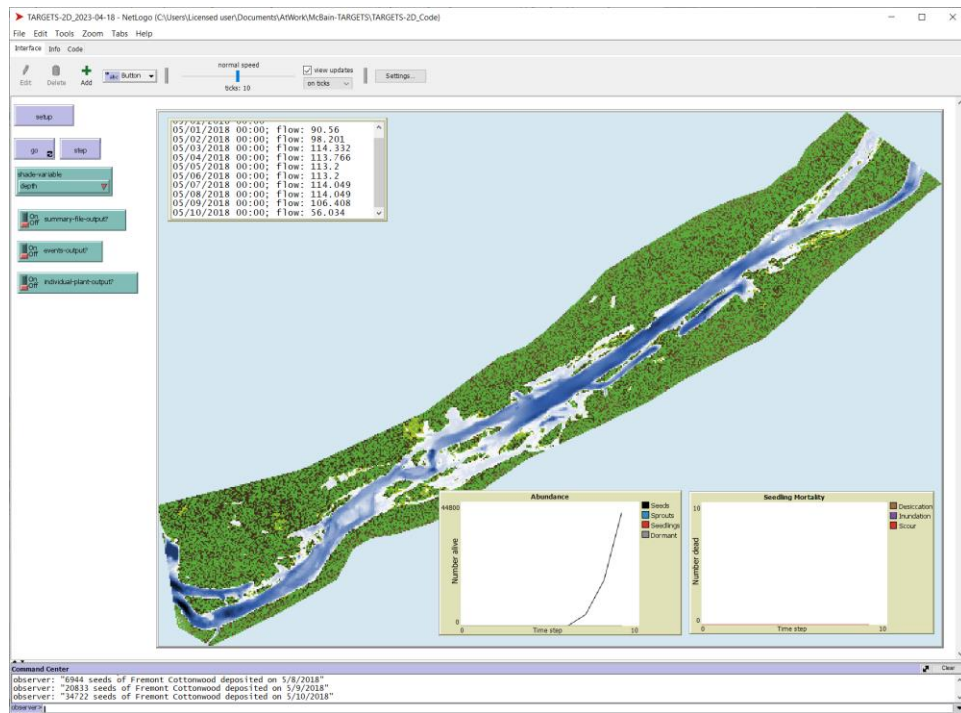 TARGETS-2D_2023-04-18 - NetLogo (C:\Users\Licensed user\Documents\AtWork\McBain-TARGETS\TARGETS-2D_Code)
File Edit Tools Zoom Tabs Help
Interface Info Code
Edit Delete Add abc Button normal speed ticks: 10 view updates on ticks Settings...
setup
go step
shade-variable
depth
On Off summary-file-output?
On Off events-output?
On Off individual-plant-output?
05/01/2018 00:00; flow: 90.56
05/02/2018 00:00; flow: 98.201
05/03/2018 00:00; flow: 114.332
05/04/2018 00:00; flow: 113.766
05/05/2018 00:00; flow: 113.2
05/06/2018 00:00; flow: 113.2
05/07/2018 00:00; flow: 114.049
05/08/2018 00:00; flow: 114.049
05/09/2018 00:00; flow: 106.408
05/10/2018 00:00; flow: 56.034
Abundance
44800
Number alive
0
0 Time step 10
Seeds
Sprouts
Seedlings
Dormant
Seedling Mortality
10
Number dead
0
0 Time step 10
Desiccation
Inundation
Scour
Command Center Clear
observer: "6944 seeds of Fremont Cottonwood deposited on 5/8/2018"
observer: "20833 seeds of Fremont Cottonwood deposited on 5/9/2018"
observer: "34722 seeds of Fremont Cottonwood deposited on 5/10/2018"
observer>